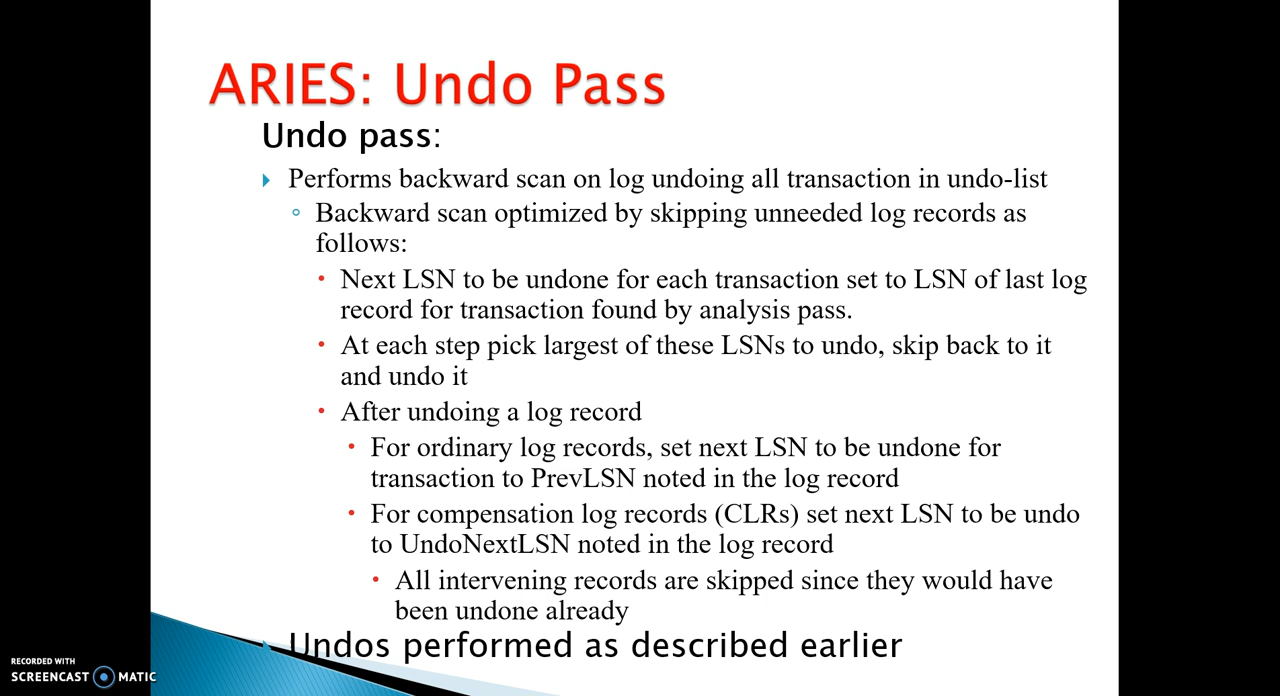 ARIES: Undo Pass
Undo pass:
Performs backward scan on log undoing all transaction in undo-list
Backward scan optimized by skipping unneeded log records as
follows:
Next LSN to be undone for each transaction set to LSN of last log
record for transaction found by analysis pass.
At each step pick largest of these LSNs to undo, skip back to it
and undo it
After undoing a log record
For ordinary log records, set next LSN to be undone for
transaction to PrevLSN noted in the log record
For compensation log records (CLRs) set next LSN to be undo
to UndoNextLSN noted in the log record
All intervening records are skipped since they would have
been undone already
Undos performed as described earlier
RECORDED WITH
SCREENCAST MATIC